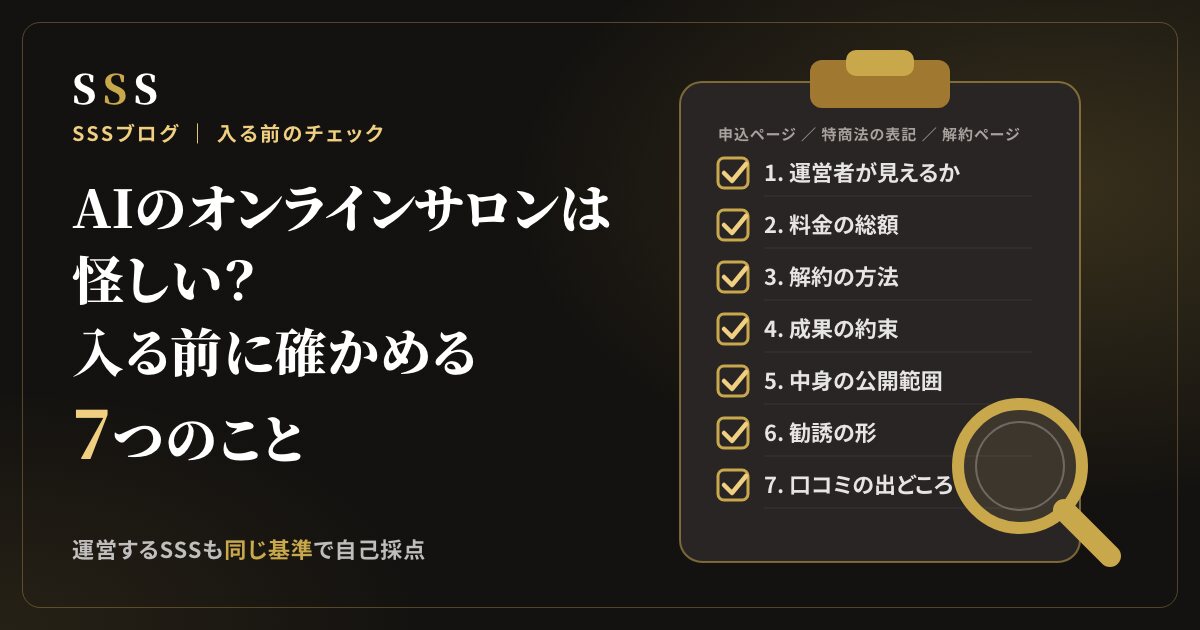 SSS
SSSブログ ｜ 入る前のチェック
AIのオンラインサロンは
怪しい？
入る前に確かめる
7つのこと
運営するSSSも同じ基準で自己採点
申込ページ ／ 特商法の表記 ／ 解約ページ
1. 運営者が見えるか
2. 料金の総額
3. 解約の方法
4. 成果の約束
5. 中身の公開範囲
6. 勧誘の形
7. 口コミの出どころ